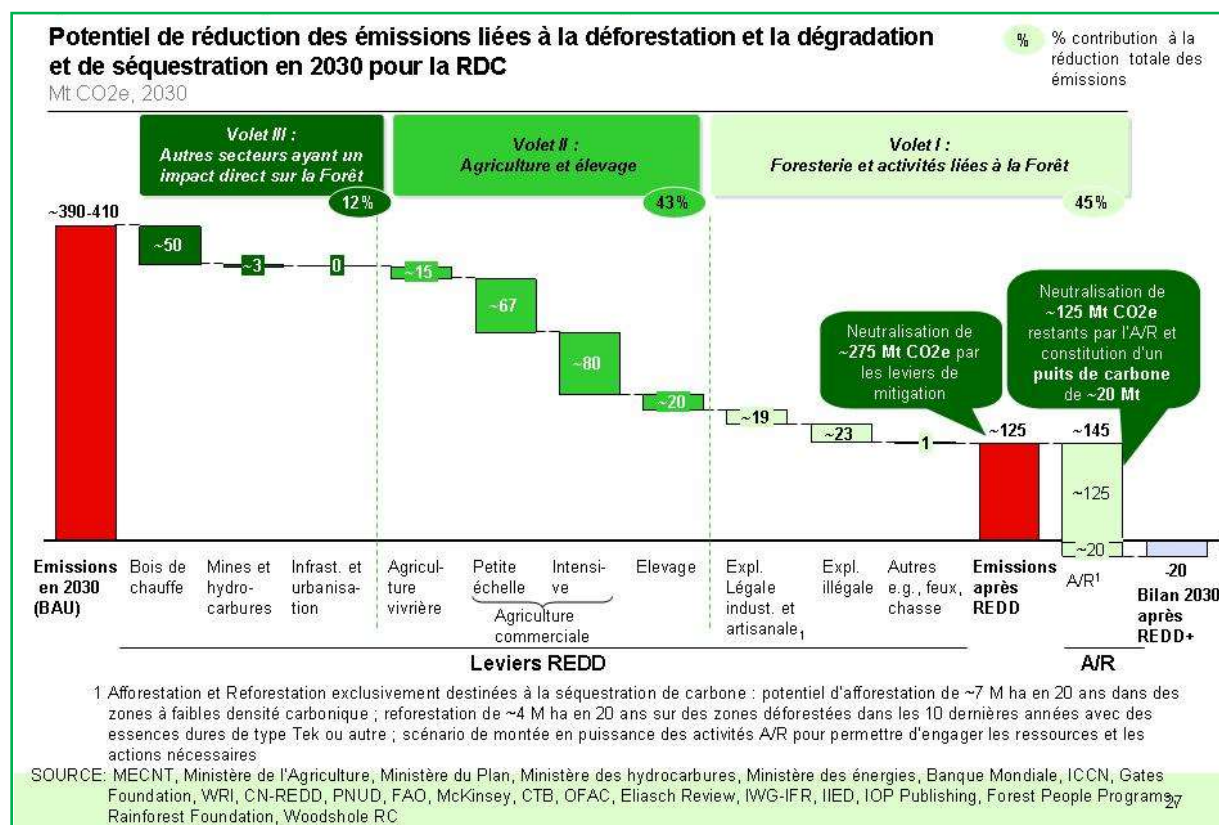 Potentiel de réduction des émissions liées à la déforestation et la dégradation
et de séquestration en 2030 pour la RDC
Mt CO2e, 2030
%
% contribution à la
réduction totale des
émissions
Volet III :
Autres secteurs ayant un
impact direct sur la Forêt
12%
Volet II :
Agriculture et élevage
43%
Volet I :
Foresterie et activités liées à la Forêt
45%
~390-410
~50
~3
0
~15
~67
~80
~20
~19
~23
1
Neutralisation de
~275 Mt CO2e par
les leviers de
mitigation
Neutralisation de
~125 Mt CO2e
restants par l'A/R et
constitution d'un
puits de carbone
de ~20 Mt
~125
~145
~125
~20
-20
Emissions
en 2030
(BAU)
Bois de
chauffe
Mines et
hydro-
carbures
Infrast. et
urbanisa-
tion
Agricul-
ture
vivrière
Petite
échelle
Intensi-
ve
Agriculture
commerciale
Elevage
Expl.
Légale
indust. et
artisanale1
Expl.
illégale
Autres
e.g., feux,
chasse
Emissions
après
REDD
A/R1
Bilan 2030
après
REDD+
Leviers REDD
A/R
1 Afforestation et Reforestation exclusivement destinées à la séquestration de carbone : potentiel d'afforestation de ~7 M ha en 20 ans dans des
zones à faibles densité carbonique ; reforestation de ~4 M ha en 20 ans sur des zones déforestées dans les 10 dernières années avec des
essences dures de type Tek ou autre ; scénario de montée en puissance des activités A/R pour permettre d'engager les ressources et les
actions nécessaires
SOURCE: MECNT, Ministère de l'Agriculture, Ministère du Plan, Ministère des hydrocarbures, Ministère des énergies, Banque Mondiale, ICCN, Gates
Foundation, WRI, CN-REDD, PNUD, FAO, McKinsey, CTB, OFAC, Eliasch Review, IWG-IFR, IIED, IOP Publishing, Forest People Programs,
Rainforest Foundation, Woodshole RC
27